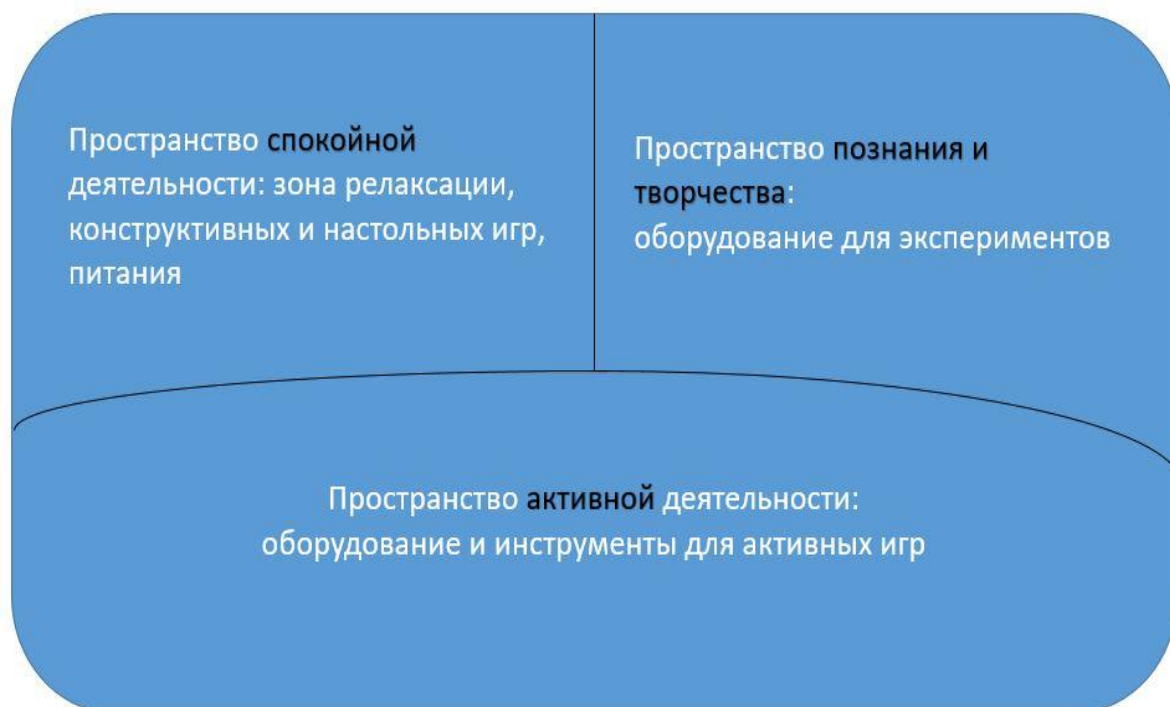 Пространство спокойной
деятельности: зона релаксации,
конструктивных и настольных игр,
питания
Пространство познания и
творчества:
оборудование для экспериментов
Пространство активной деятельности:
оборудование и инструменты для активных игр